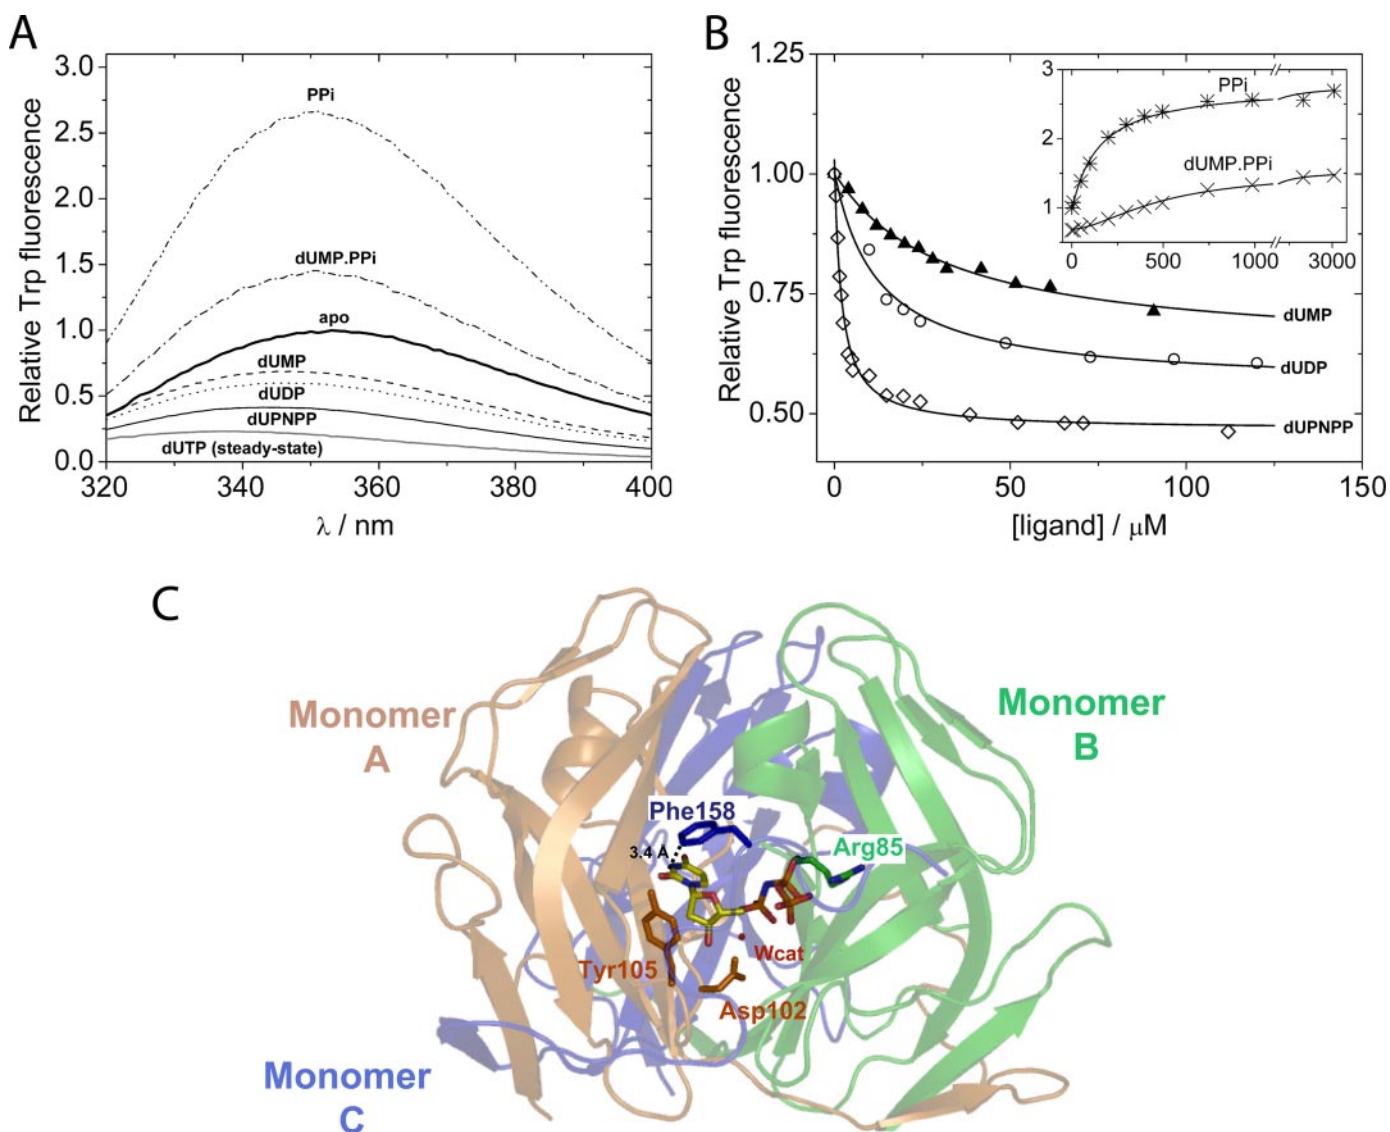 A
Relative Trp fluorescence
3.0
2.5
2.0
1.5
1.0
0.5
0.0
PPi
dUMP.PPi
apo
dUMP
dUDP
dUPNPP
dUTP (steady-state)
320 340 360 380 400
λ / nm
B
Relative Trp fluorescence
1.25
1.00
0.75
0.50
3
2
1
PPi
dUMP.PPi
0 500 1000 3000
dUMP
dUDP
dUPNPP
0 50 100 150
[ligand] / μM
C
Monomer
A
Monomer
B
Phe158
3.4 Å
Arg85
Tyr105
Wcat
Asp102
Monomer
C